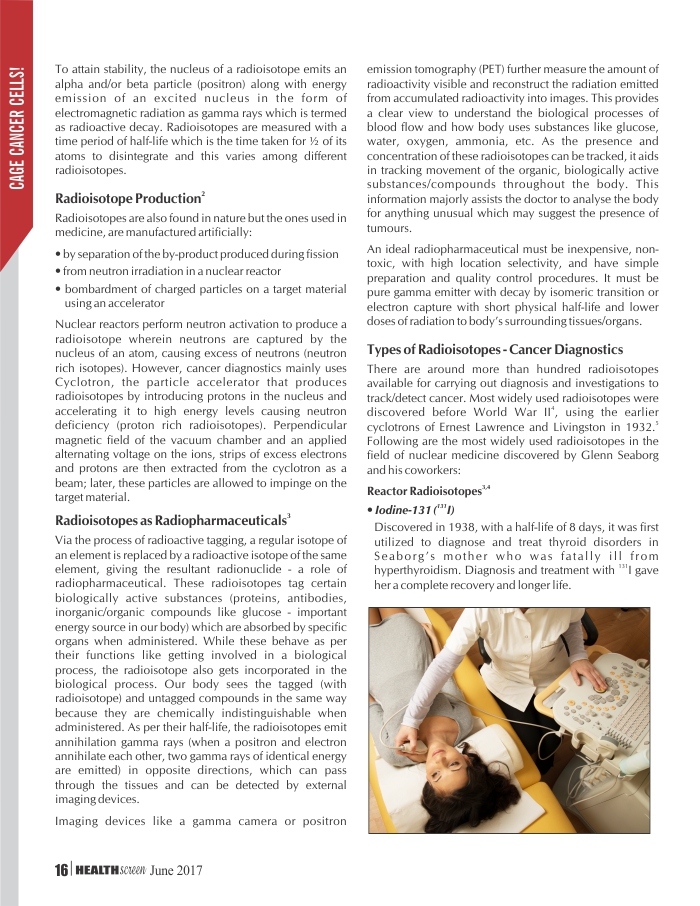 CAGE CANCER CELLS!
To attain stability, the nucleus of a radioisotope emits an
alpha and/or beta particle (positron) along with energy
emission of an excited nucleus in the form of
electromagnetic radiation as gamma rays which is termed
as radioactive decay. Radioisotopes are measured with a
time period of half-life which is the time taken for ½ of its
atoms to disintegrate and this varies among different
radioisotopes.
Radioisotope Production²
Radioisotopes are also found in nature but the ones used in
medicine, are manufactured artificially:
• by separation of the by-product produced during fission
• from neutron irradiation in a nuclear reactor
• bombardment of charged particles on a target material
using an accelerator
Nuclear reactors perform neutron activation to produce a
radioisotope wherein neutrons are captured by the
nucleus of an atom, causing excess of neutrons (neutron
rich isotopes). However, cancer diagnostics mainly uses
Cyclotron, the particle accelerator that produces
radioisotopes by introducing protons in the nucleus and
accelerating it to high energy levels causing neutron
deficiency (proton rich radioisotopes). Perpendicular
magnetic field of the vacuum chamber and an applied
alternating voltage on the ions, strips of excess electrons
and protons are then extracted from the cyclotron as a
beam; later, these particles are allowed to impinge on the
target material.
Radioisotopes as Radiopharmaceuticals³
Via the process of radioactive tagging, a regular isotope of
an element is replaced by a radioactive isotope of the same
element, giving the resultant radionuclide - a role of
radiopharmaceutical. These radioisotopes tag certain
biologically active substances (proteins, antibodies,
inorganic/organic compounds like glucose - important
energy source in our body) which are absorbed by specific
organs when administered. While these behave as per
their functions like getting involved in a biological
process, the radioisotope also gets incorporated in the
biological process. Our body sees the tagged (with
radioisotope) and untagged compounds in the same way
because they are chemically indistinguishable when
administered. As per their half-life, the radioisotopes emit
annihilation gamma rays (when a positron and electron
annihilate each other, two gamma rays of identical energy
are emitted) in opposite directions, which can pass
through the tissues and can be detected by external
imaging devices.
Imaging devices like a gamma camera or positron
emission tomography (PET) further measure the amount of
radioactivity visible and reconstruct the radiation emitted
from accumulated radioactivity into images. This provides
a clear view to understand the biological processes of
blood flow and how body uses substances like glucose,
water, oxygen, ammonia, etc. As the presence and
concentration of these radioisotopes can be tracked, it aids
in tracking movement of the organic, biologically active
substances/compounds throughout the body. This
information majorly assists the doctor to analyse the body
for anything unusual which may suggest the presence of
tumours.
An ideal radiopharmaceutical must be inexpensive, non-
toxic, with high location selectivity, and have simple
preparation and quality control procedures. It must be
pure gamma emitter with decay by isomeric transition or
electron capture with short physical half-life and lower
doses of radiation to body's surrounding tissues/organs.
Types of Radioisotopes - Cancer Diagnostics
There are around more than hundred radioisotopes
available for carrying out diagnosis and investigations to
track/detect cancer. Most widely used radioisotopes were
discovered before World War II⁴, using the earlier
cyclotrons of Ernest Lawrence and Livingston in 1932.⁵
Following are the most widely used radioisotopes in the
field of nuclear medicine discovered by Glenn Seaborg
and his coworkers:
Reactor Radioisotopes³,⁴
• Iodine-131 (¹³¹I)
Discovered in 1938, with a half-life of 8 days, it was first
utilized to diagnose and treat thyroid disorders in
Seaborg's mother who was fatally ill from
hyperthyroidism. Diagnosis and treatment with ¹³¹I gave
her a complete recovery and longer life.
16 HEALTHscreen June 2017